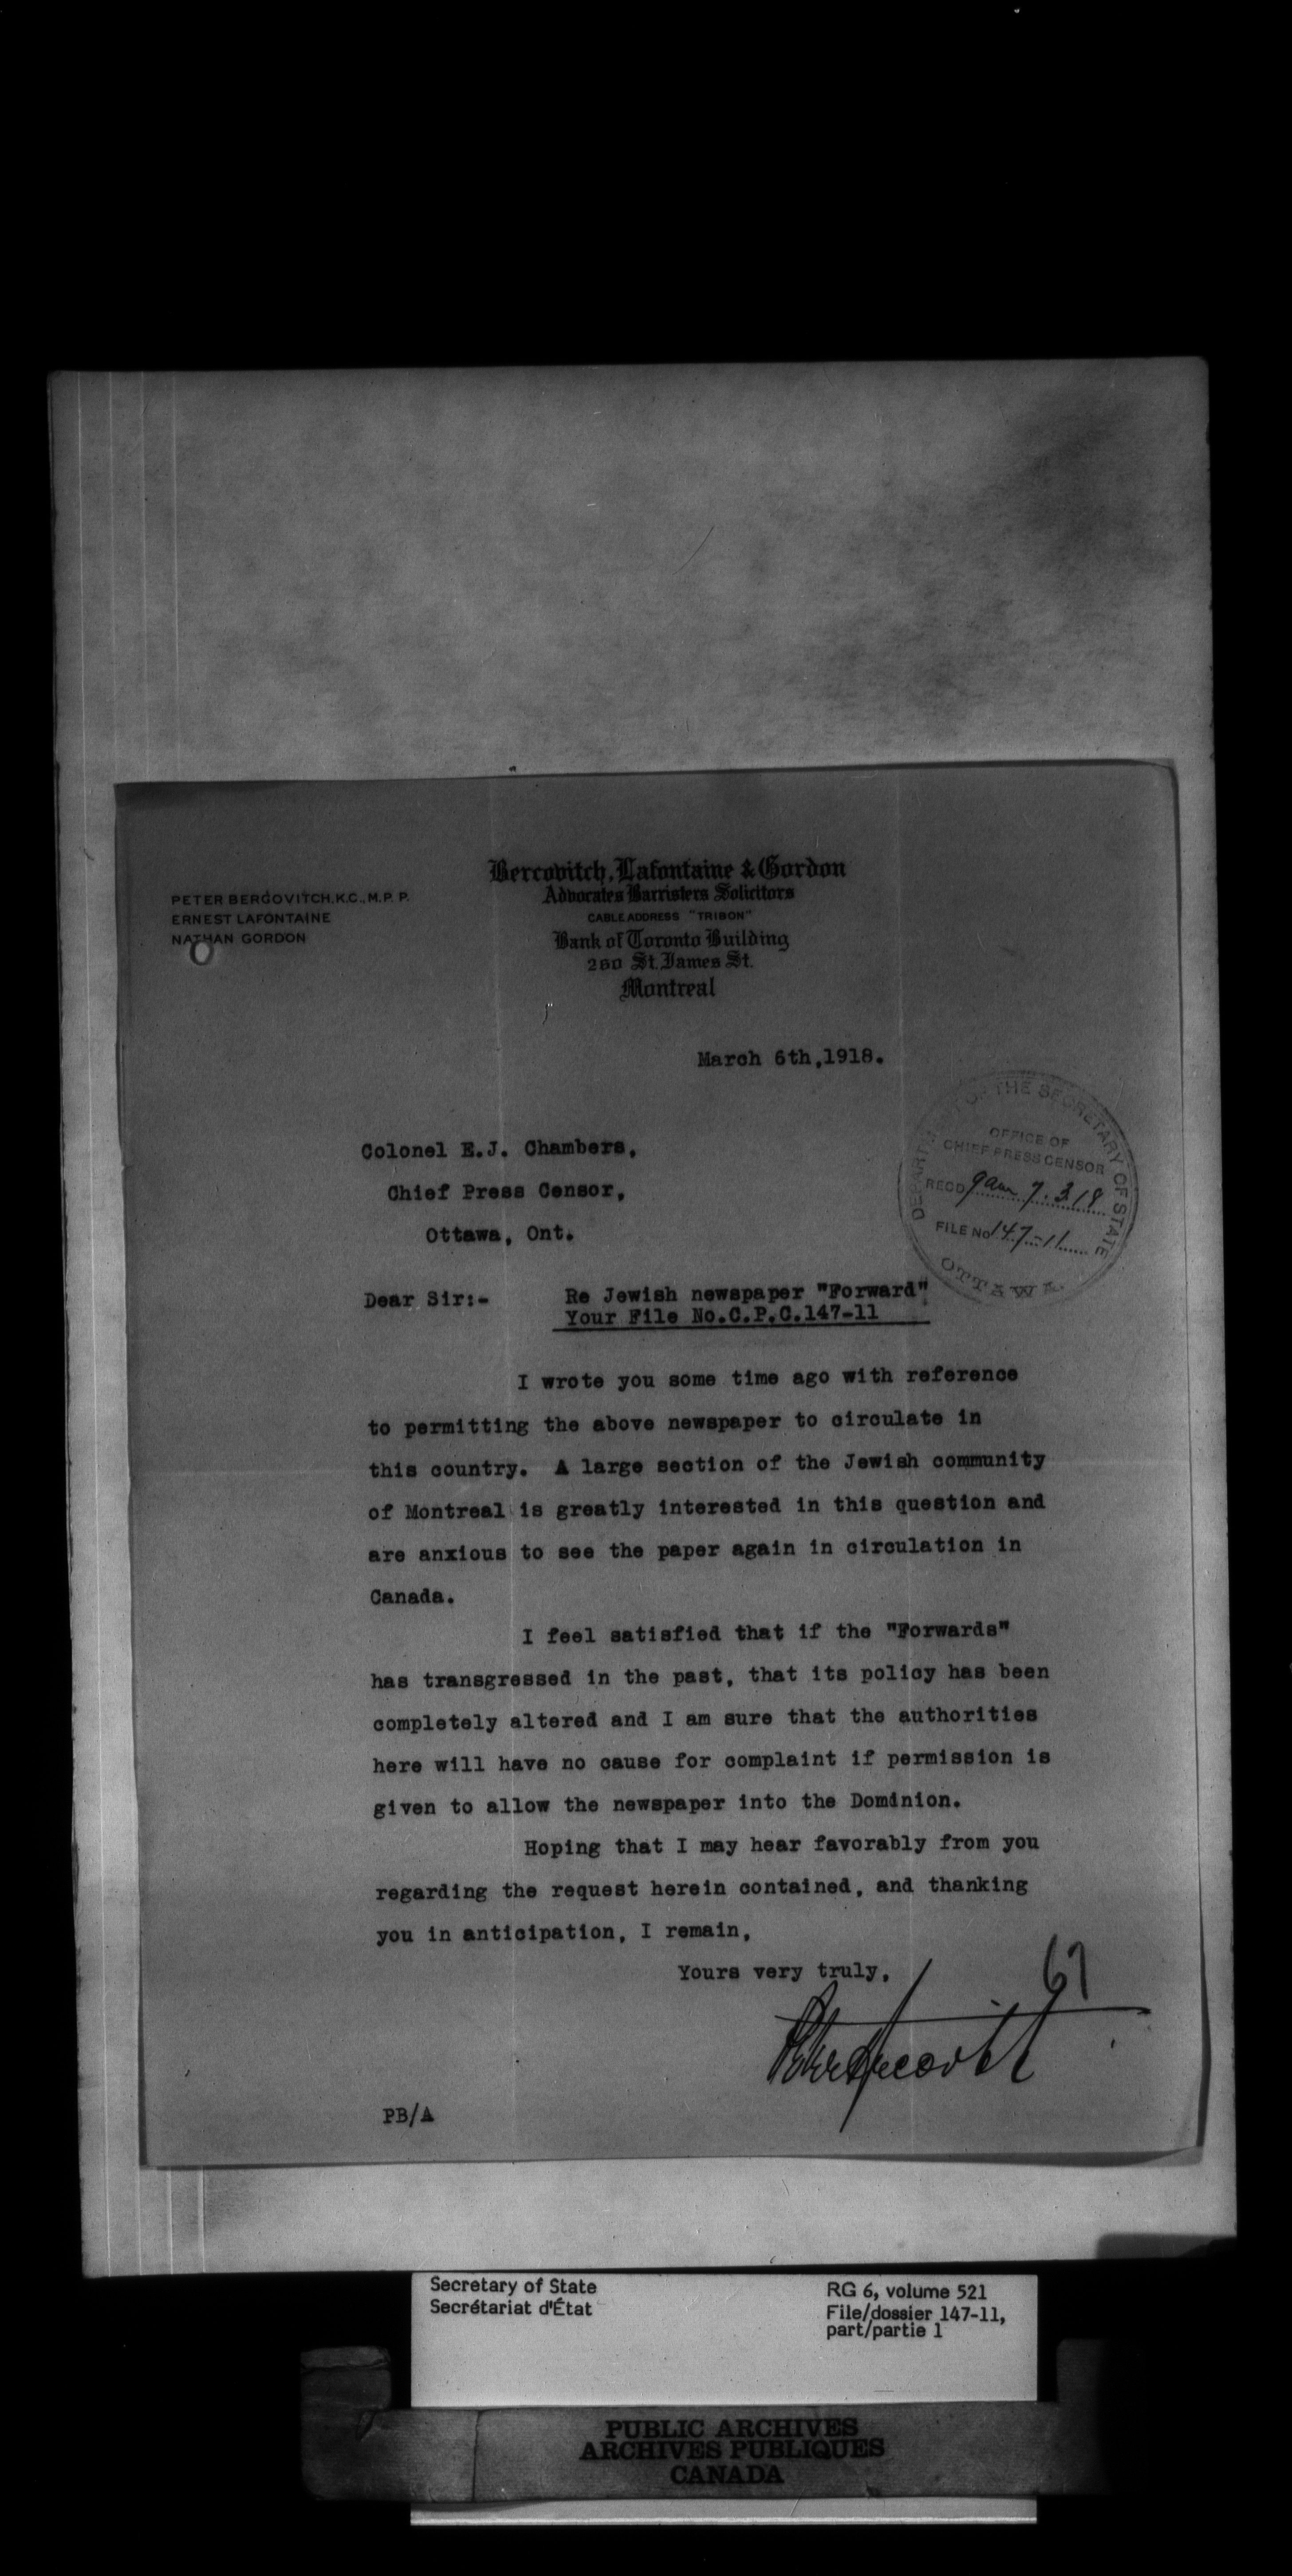 Bercovitch, Lafontaine & Gordon
Advocates Barristers Solicitors
CABLE ADDRESS "TRIBON"
Bank of Toronto Building
260 St. James St.
Montreal
PETER BERCOVITCH, K.C., M.P.P.
ERNEST LAFONTAINE
NATHAN GORDON
March 6th,1918.
DEPARTMENT OF THE SECRETARY OF STATE
OFFICE OF
CHIEF PRESS CENSOR
RECD 9am 7.3.18
FILE No 147-11
OTTAWA
Colonel E.J. Chambers,
Chief Press Censor,
Ottawa, Ont.
Dear Sir:- Re Jewish newspaper "Forward"
Your File No.C.P.C.147-11
I wrote you some time ago with reference
to permitting the above newspaper to circulate in
this country. A large section of the Jewish community
of Montreal is greatly interested in this question and
are anxious to see the paper again in circulation in
Canada.
I feel satisfied that if the "Forwards"
has transgressed in the past, that its policy has been
completely altered and I am sure that the authorities
here will have no cause for complaint if permission is
given to allow the newspaper into the Dominion.
Hoping that I may hear favorably from you
regarding the request herein contained, and thanking
you in anticipation, I remain,
Yours very truly,
67
Peter Bercovitch
PB/A
Secretary of State
Secrétariat d'État
RG 6, volume 521
File/dossier 147-11,
part/partie 1
PUBLIC ARCHIVES
ARCHIVES PUBLIQUES
CANADA